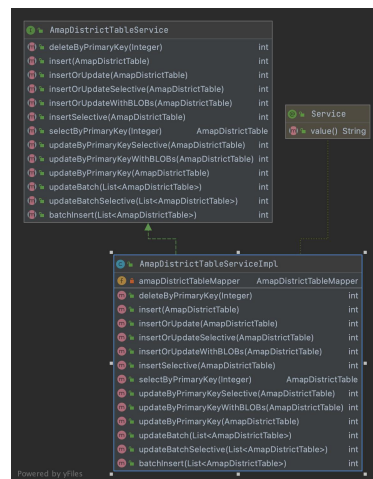 AmapDistrictTableService
deleteByPrimaryKey(Integer) int
insert(AmapDistrictTable) int
insertOrUpdate(AmapDistrictTable) int
insertOrUpdateSelective(AmapDistrictTable) int
insertOrUpdateWithBLOBs(AmapDistrictTable) int
insertSelective(AmapDistrictTable) int
selectByPrimaryKey(Integer) AmapDistrictTable
updateByPrimaryKeySelective(AmapDistrictTable) int
updateByPrimaryKeyWithBLOBs(AmapDistrictTable) int
updateByPrimaryKey(AmapDistrictTable) int
updateBatch(List<AmapDistrictTable>) int
updateBatchSelective(List<AmapDistrictTable>) int
batchInsert(List<AmapDistrictTable>) int
Service
value() String
AmapDistrictTableServiceImpl
amapDistrictTableMapper AmapDistrictTableMapper
deleteByPrimaryKey(Integer) int
insert(AmapDistrictTable) int
insertOrUpdate(AmapDistrictTable) int
insertOrUpdateSelective(AmapDistrictTable) int
insertOrUpdateWithBLOBs(AmapDistrictTable) int
insertSelective(AmapDistrictTable) int
selectByPrimaryKey(Integer) AmapDistrictTable
updateByPrimaryKeySelective(AmapDistrictTable) int
updateByPrimaryKeyWithBLOBs(AmapDistrictTable) int
updateByPrimaryKey(AmapDistrictTable) int
updateBatch(List<AmapDistrictTable>) int
updateBatchSelective(List<AmapDistrictTable>) int
batchInsert(List<AmapDistrictTable>) int
Powered by yFiles